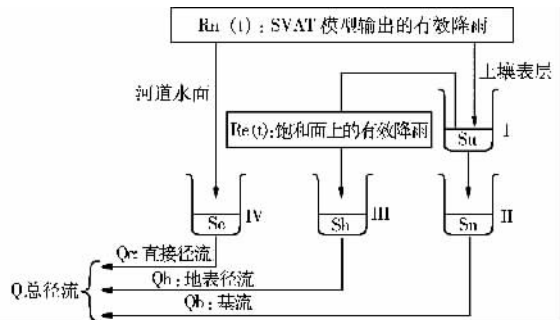 Rn (t)：SVAT 模型输出的有效降雨
河道水面
土壤表层
Re(t):饱和面上的有效降雨
I
Su
Sc
IV
Sh
III
Sn
II
Qc: 直接径流
Qh：地表径流
Qb：基流
Q总径流